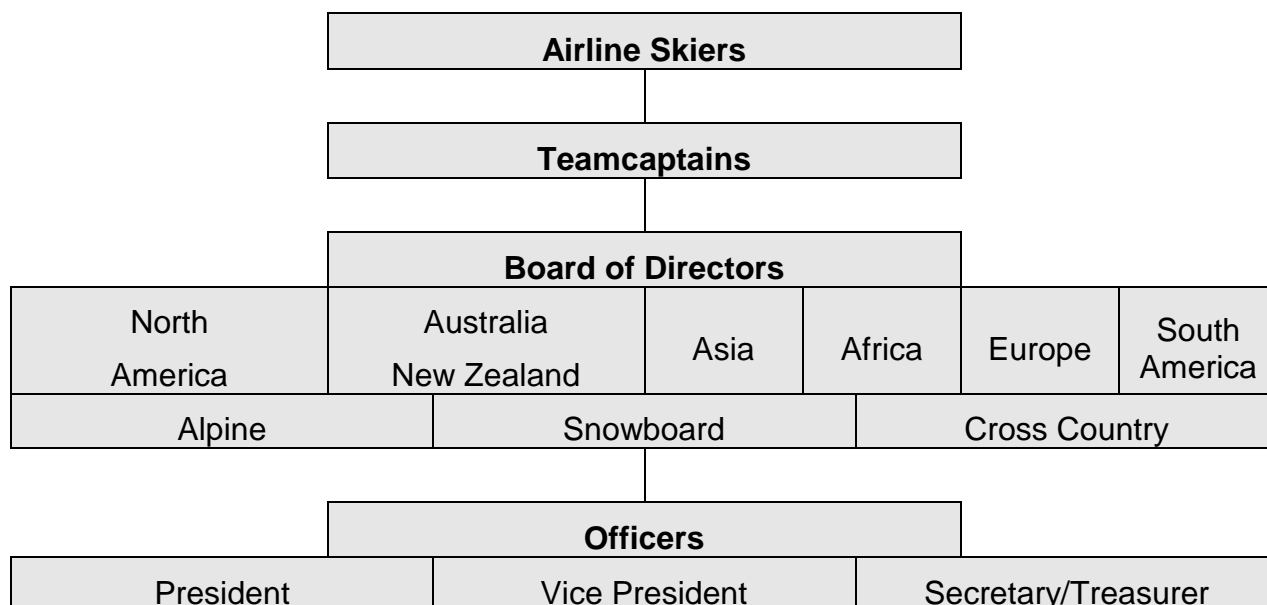 Airline Skiers
Teamcaptains
Board of Directors
North
America
Australia
New Zealand
Asia
Africa
Europe
South
America
Alpine
Snowboard
Cross Country
Officers
President
Vice President
Secretary/Treasurer